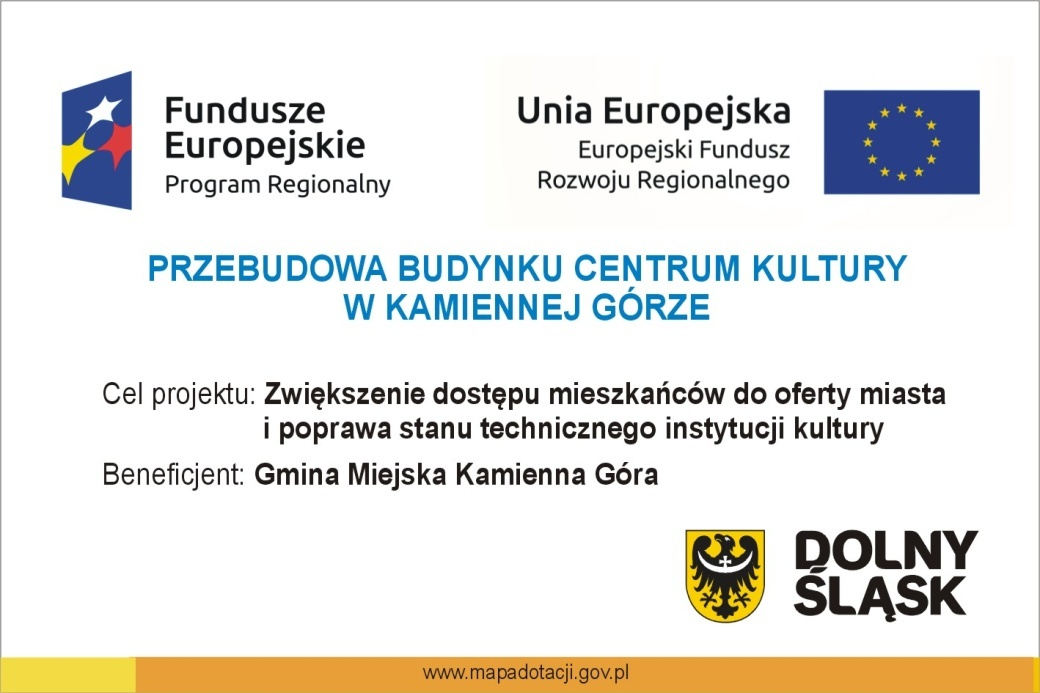 Fundusze
Europejskie
Program Regionalny
Unia Europejska
Europejski Fundusz
Rozwoju Regionalnego
PRZEBUDOWA BUDYNKU CENTRUM KULTURY
W KAMIENNEJ GÓRZE
Cel projektu: Zwiększenie dostępu mieszkańców do oferty miasta
i poprawa stanu technicznego instytucji kultury
Beneficjent: Gmina Miejska Kamienna Góra
DOLNY
ŚLĄSK
www.mapadotacji.gov.pl